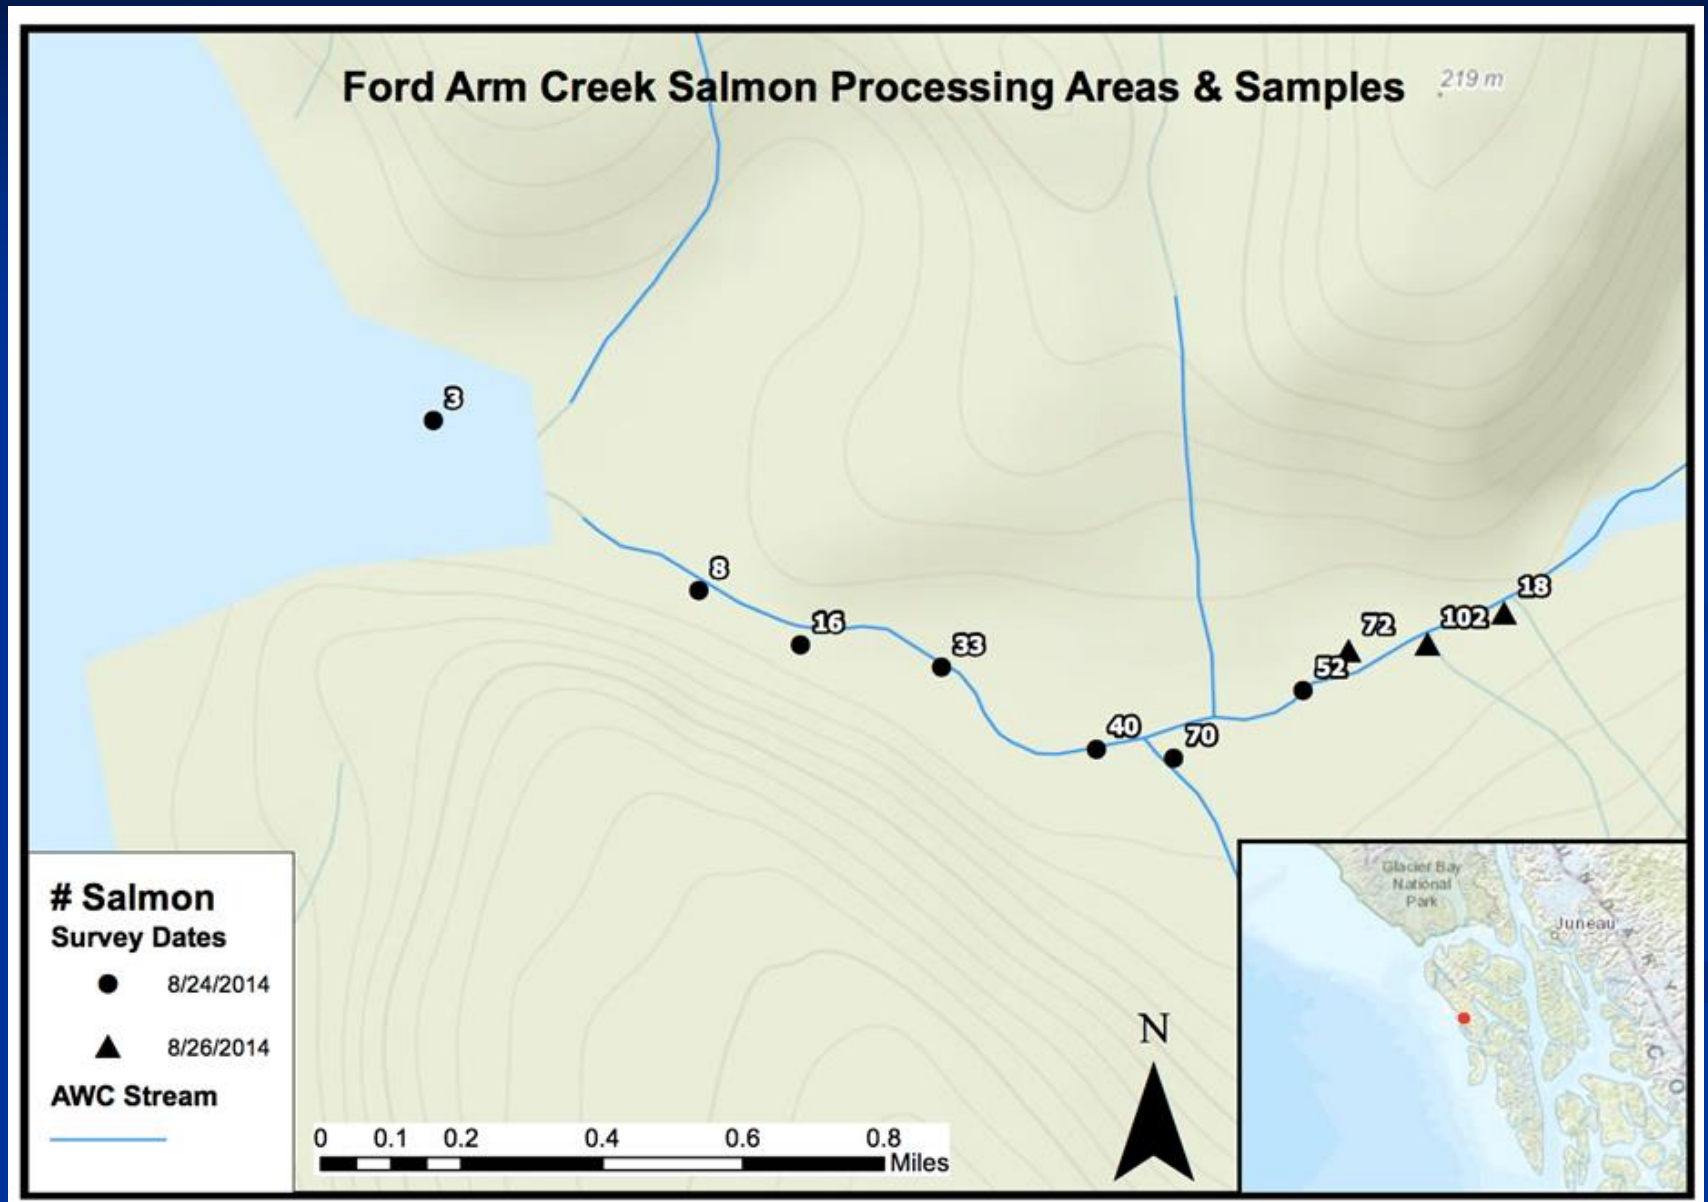 Ford Arm Creek Salmon Processing Areas & Samples
219 m
3
8
16
33
40
70
52
72
102
18
# Salmon
Survey Dates
8/24/2014
8/26/2014
AWC Stream
0 0.1 0.2 0.4 0.6 0.8
Miles
N
Glacier Bay
National
Park
Juneau